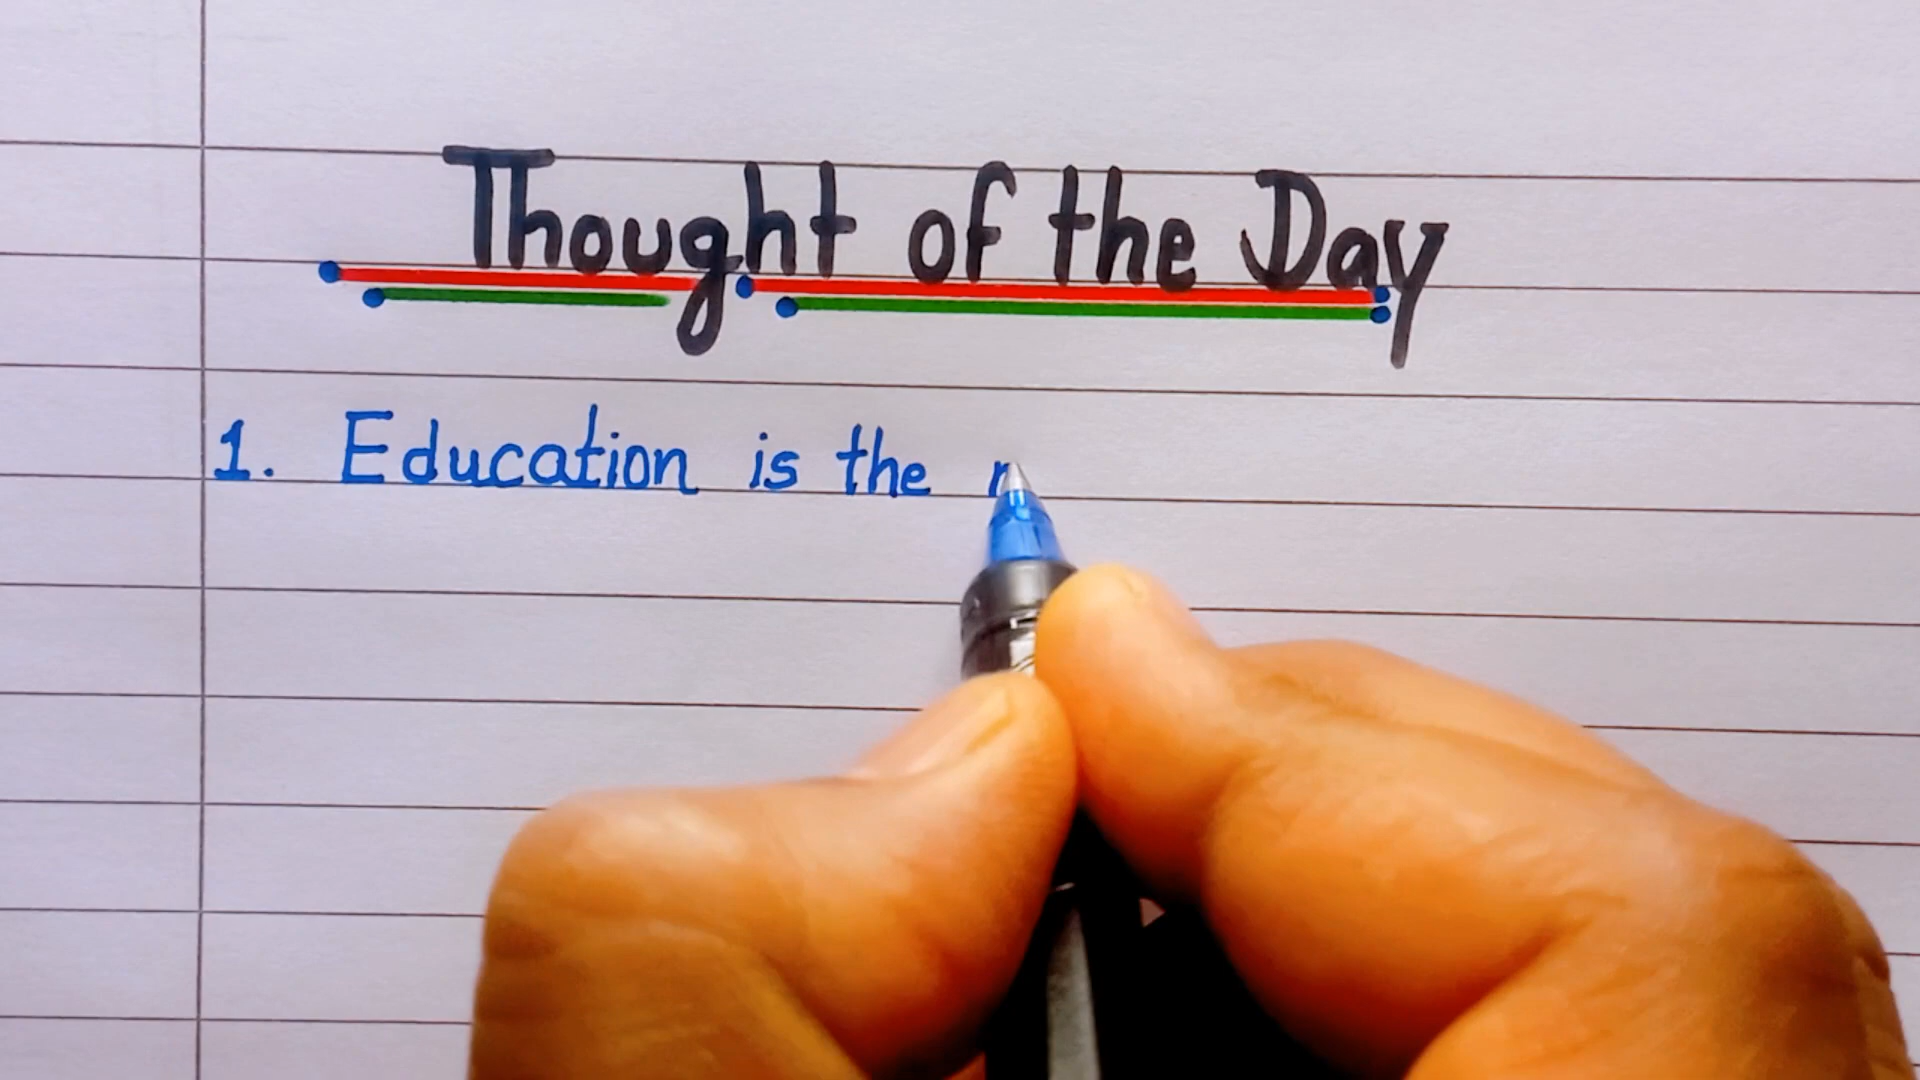 Thought of the Day
1. Education is the